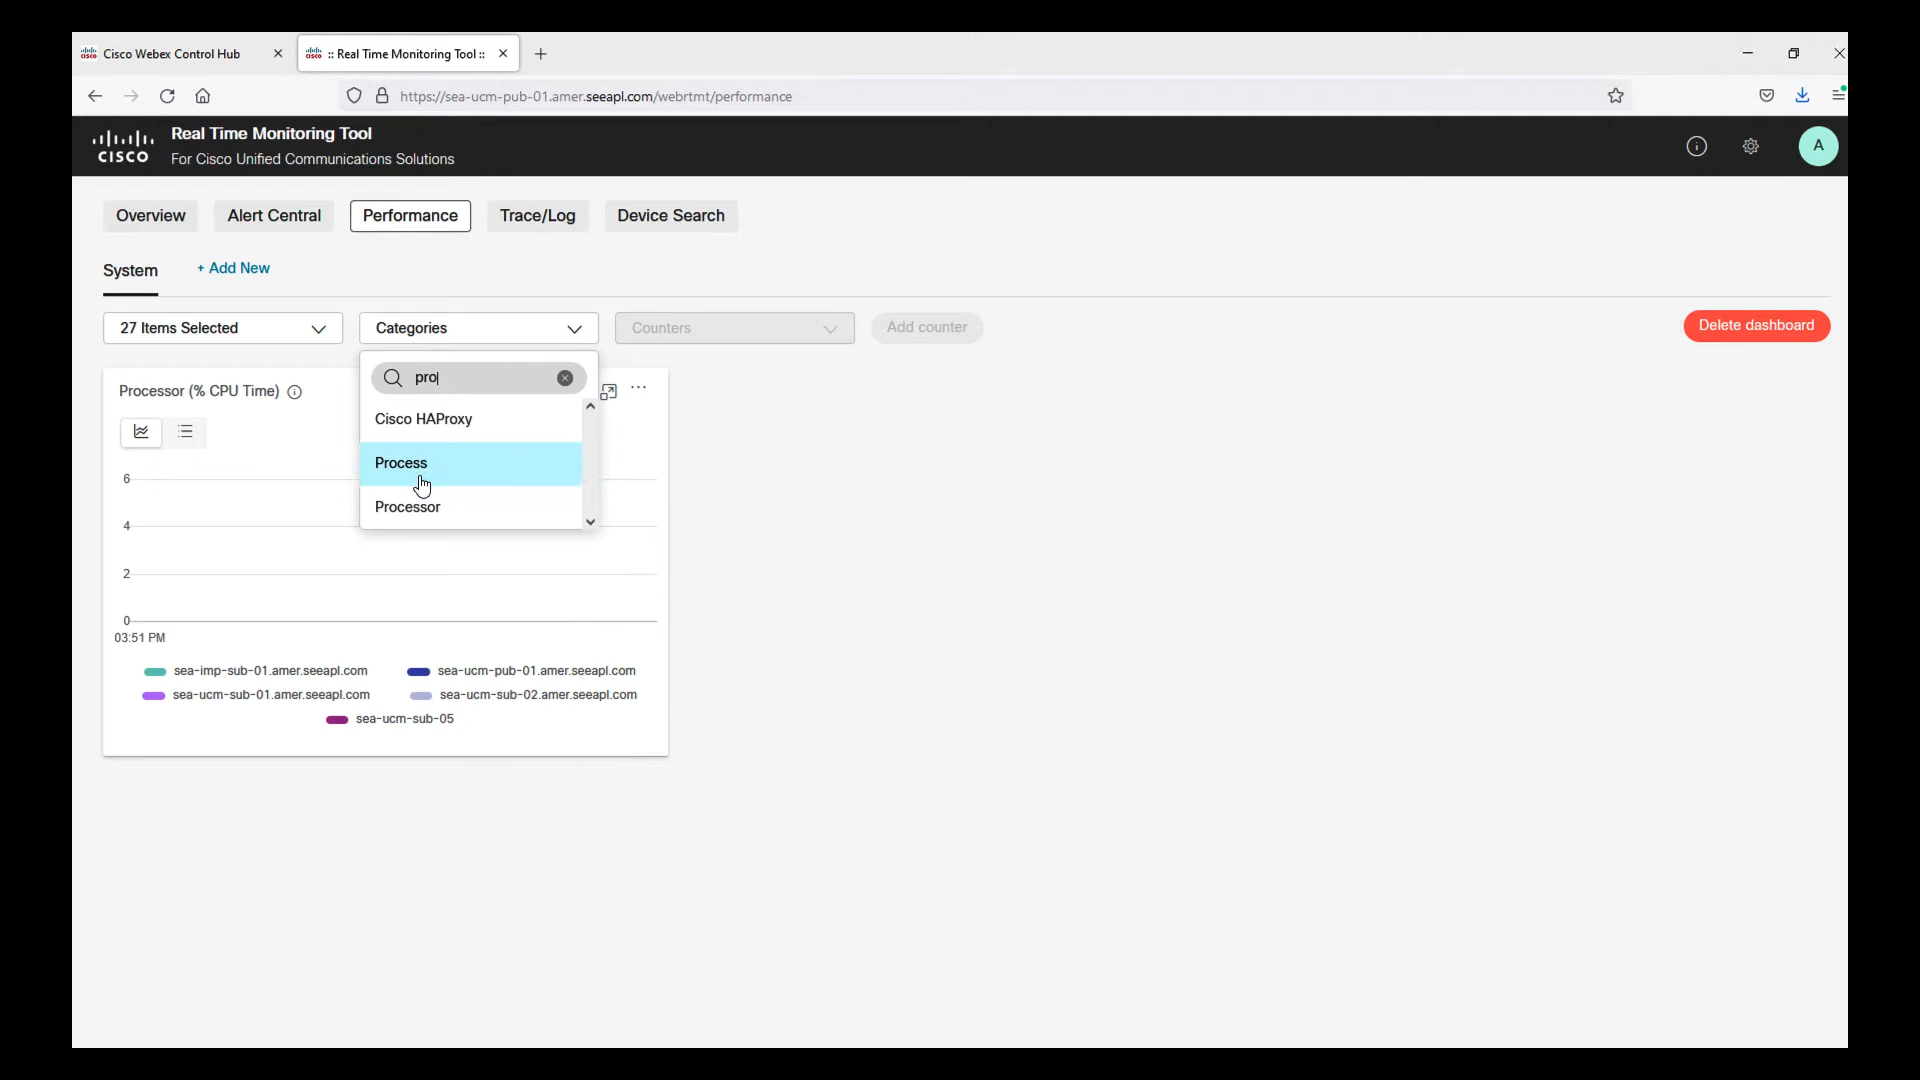 Cisco Webex Control Hub
:: Real Time Monitoring Tool ::
https://sea-ucm-pub-01.amer.seeapl.com/webrtmt/performance
CISCO
Real Time Monitoring Tool
For Cisco Unified Communications Solutions
A
Overview
Alert Central
Performance
Trace/Log
Device Search
System
+ Add New
27 Items Selected
Categories
Counters
Add counter
Delete dashboard
pro
Cisco HAProxy
Process
Processor
Processor (% CPU Time)
6
4
2
0
03:51 PM
sea-imp-sub-01.amer.seeapl.com
sea-ucm-pub-01.amer.seeapl.com
sea-ucm-sub-01.amer.seeapl.com
sea-ucm-sub-02.amer.seeapl.com
sea-ucm-sub-05